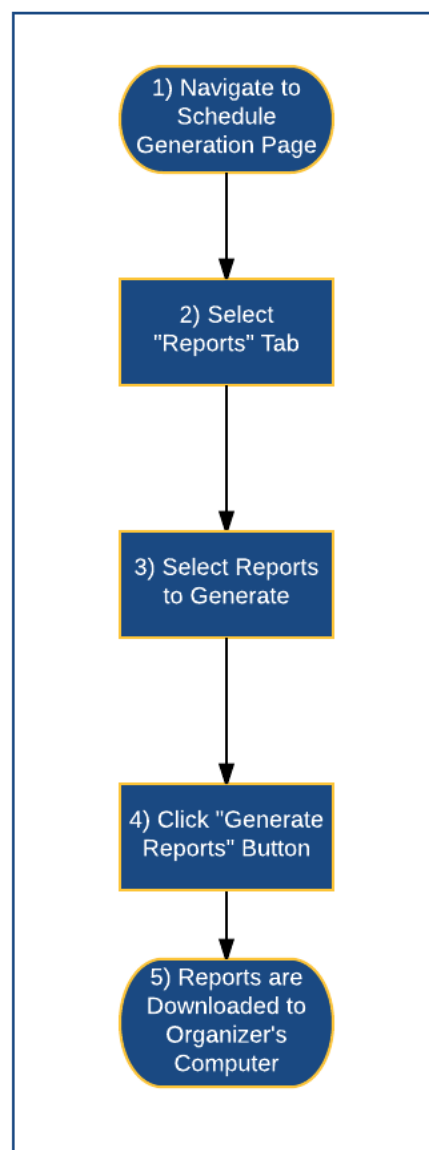 1) Navigate to
Schedule
Generation Page
2) Select
"Reports" Tab
3) Select Reports
to Generate
4) Click "Generate
Reports" Button
5) Reports are
Downloaded to
Organizer's
Computer